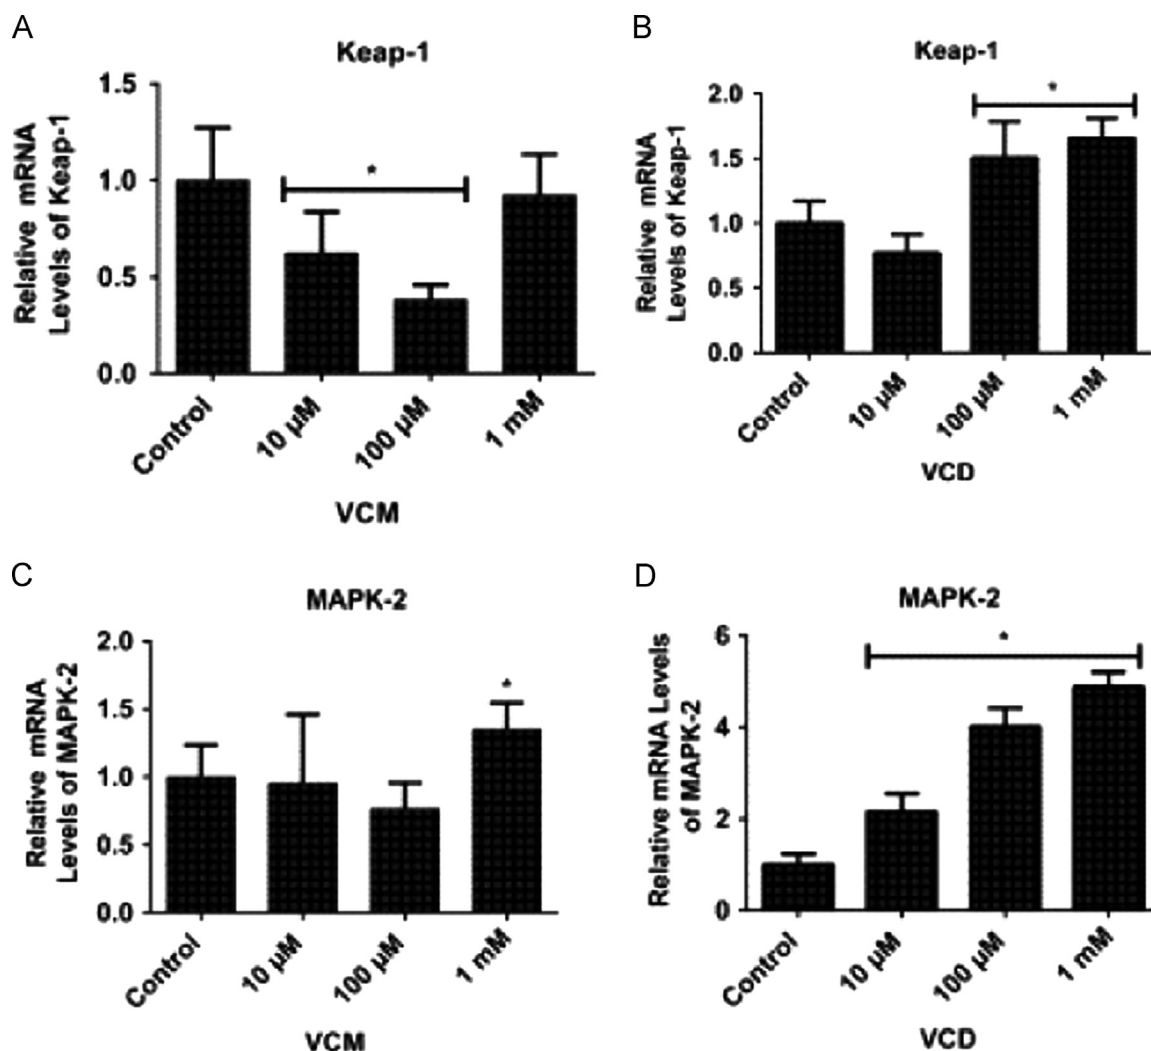 A
Keap-1
Relative mRNA
Levels of Keap-1
1.5
1.0
0.5
0.0
*
Control
10 µM
100 µM
1 mM
VCM
B
Keap-1
Relative mRNA
Levels of Keap-1
2.0
1.5
1.0
0.5
0.0
*
Control
10 µM
100 µM
1 mM
VCD
C
MAPK-2
Relative mRNA
Levels of MAPK-2
2.0
1.5
1.0
0.5
0.0
*
Control
10 µM
100 µM
1 mM
VCM
D
MAPK-2
Relative mRNA Levels
of MAPK-2
6
4
2
0
*
Control
10 µM
100 µM
1 mM
VCD